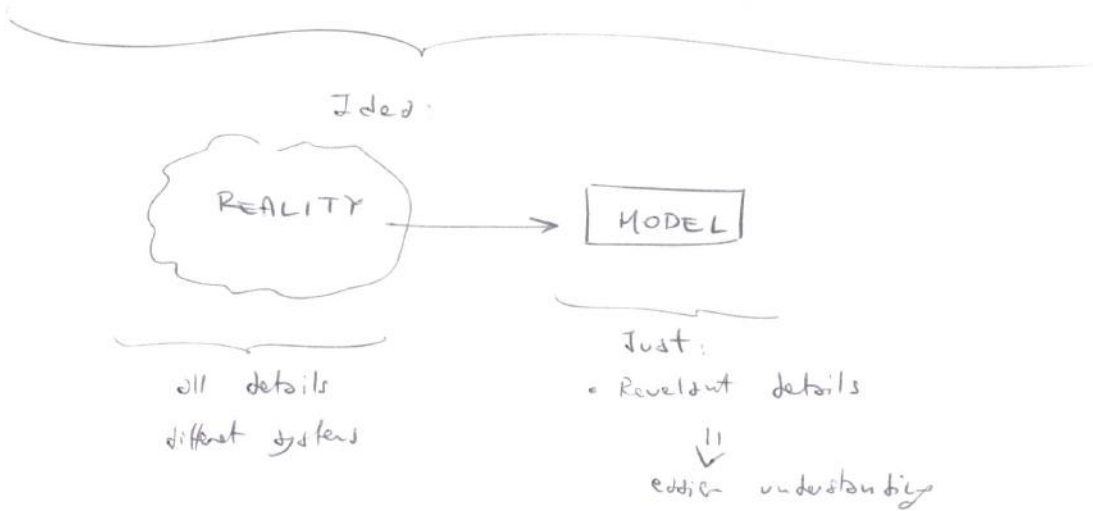 Idea:
REALITY
MODEL
all details
different systems
Just:
• Revelant details
⇓
easier understanding